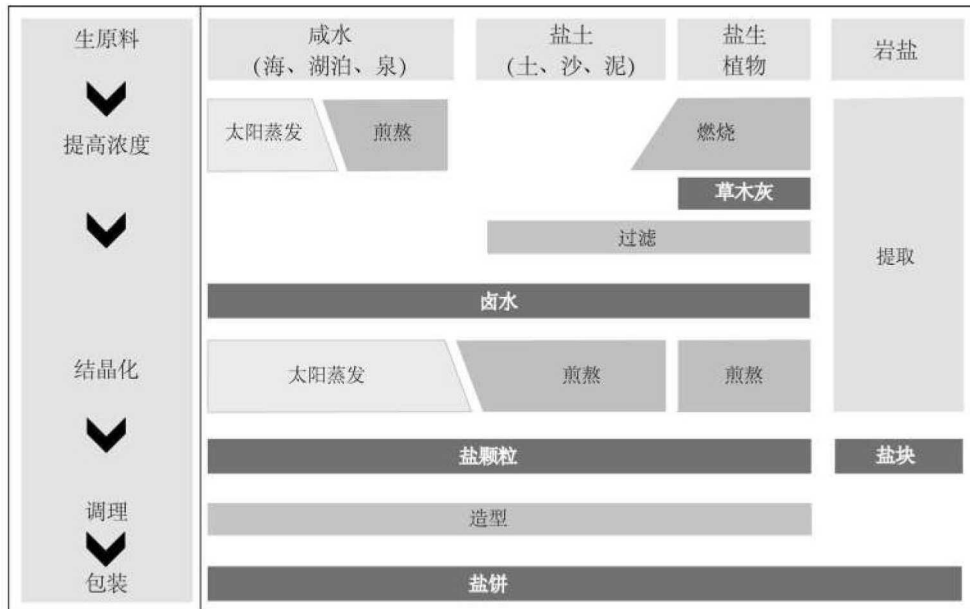 生原料
咸水
(海、湖泊、泉)
盐土
(土、沙、泥)
盐生
植物
岩盐
提高浓度
太阳蒸发
煎熬
燃烧
草木灰
过滤
提取
卤水
结晶化
太阳蒸发
煎熬
煎熬
盐颗粒
盐块
调理
造型
包装
盐饼